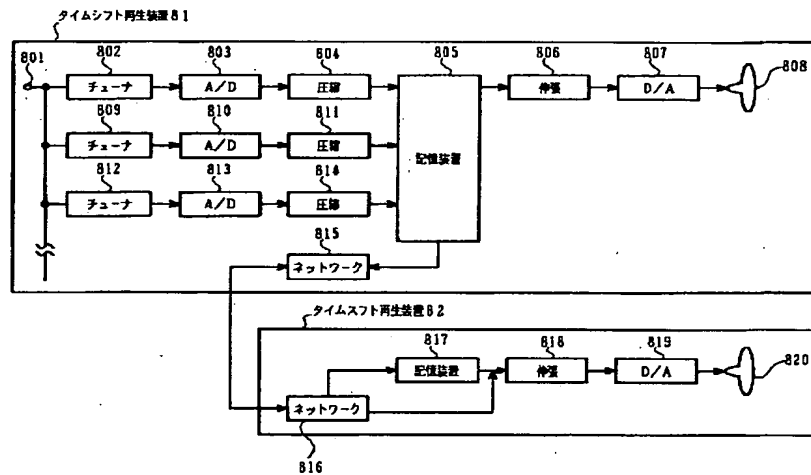 タイムシフト再生装置81
801 802 803 804 805 806 807 808
チューナ A/D 圧縮 記憶装置 伸張 D/A
809 810 811
チューナ A/D 圧縮
812 813 814
チューナ A/D 圧縮
815
ネットワーク
タイムスフト再生装置82
817 818 819 820
記憶装置 伸張 D/A
ネットワーク
816